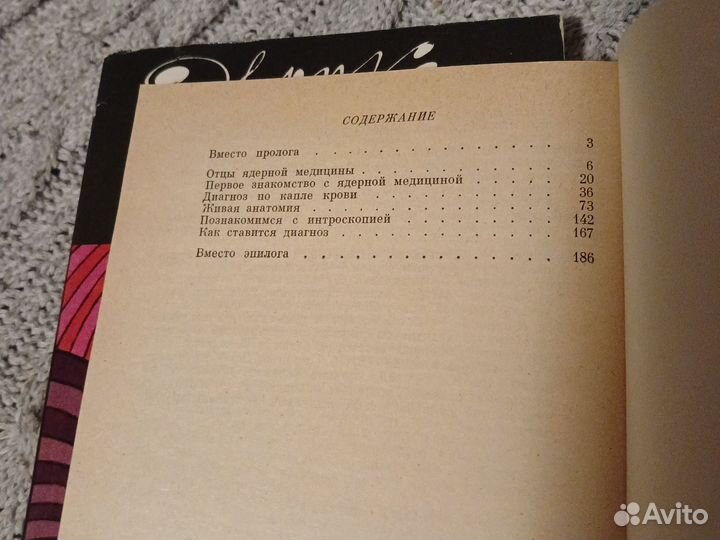 СОДЕРЖАНИЕ
Вместо пролога . . . . . . . . . . . . . . 3
Отцы ядерной медицины . . . . . . . . . . . 6
Первое знакомство с ядерной медициной . . . . . 20
Диагноз по капле крови . . . . . . . . . . . 36
Живая анатомия . . . . . . . . . . . . . . 73
Познакомимся с интроскопией . . . . . . . . . 142
Как ставится диагноз . . . . . . . . . . . . 167
Вместо эпилога . . . . . . . . . . . . . . 186
Avito